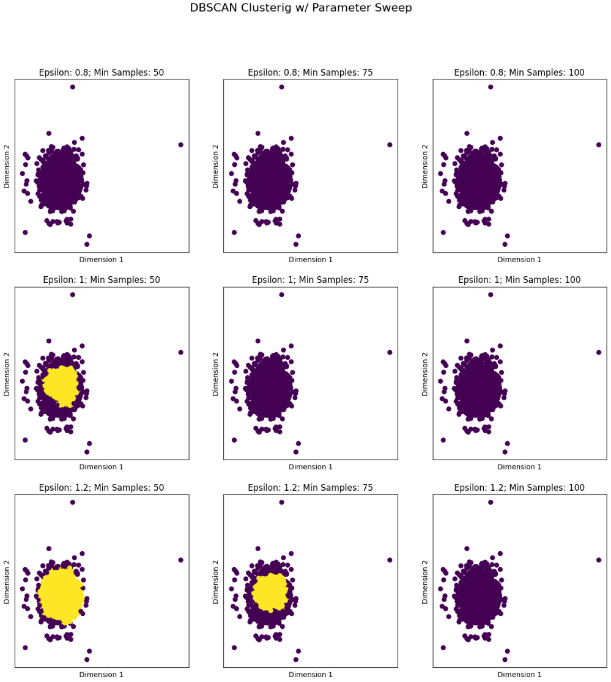 DBSCAN Clusterig w/ Parameter Sweep
Epsilon: 0.8; Min Samples: 50
Epsilon: 0.8; Min Samples: 75
Epsilon: 0.8; Min Samples: 100
Dimension 2
Dimension 2
Dimension 2
Dimension 1
Dimension 1
Dimension 1
Epsilon: 1; Min Samples: 50
Epsilon: 1; Min Samples: 75
Epsilon: 1; Min Samples: 100
Dimension 2
Dimension 2
Dimension 2
Dimension 1
Dimension 1
Dimension 1
Epsilon: 1.2; Min Samples: 50
Epsilon: 1.2; Min Samples: 75
Epsilon: 1.2; Min Samples: 100
Dimension 2
Dimension 2
Dimension 2
Dimension 1
Dimension 1
Dimension 1